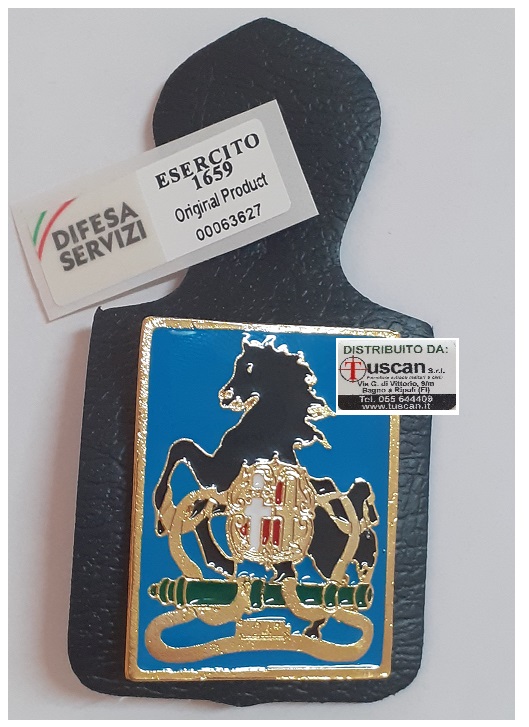 DIFESA
SERVIZI
ESERCITO
1659
Original Product
00063627
DISTRIBUITO DA:
Tuscan S.r.l.
Via G. di Vittorio, 9/m
Bagno a Ripoli (FI)
Tel. 055 644409
www.tuscan.it